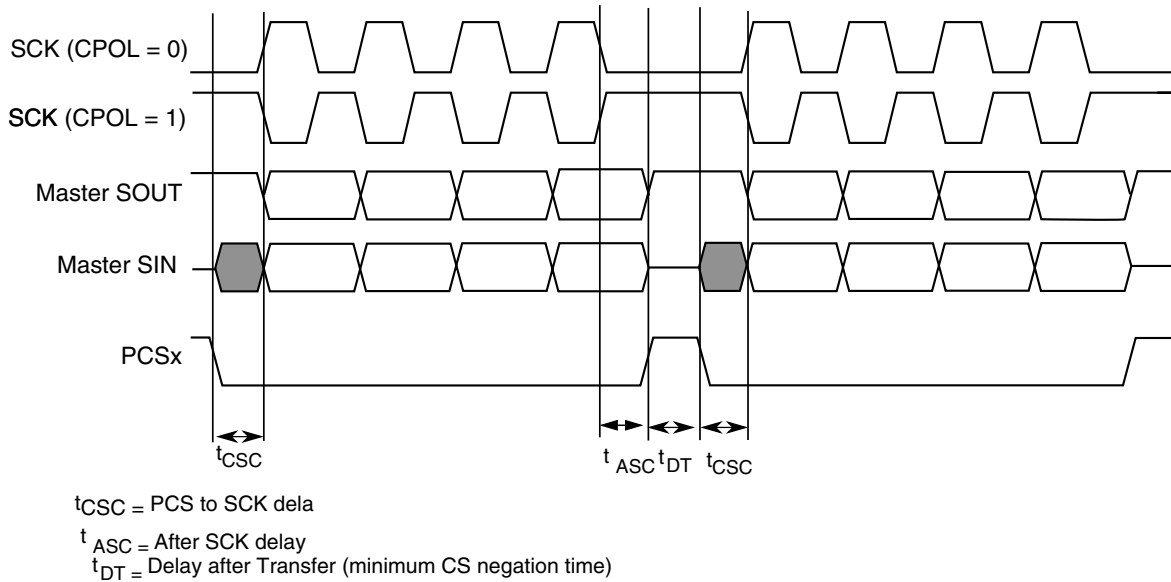 SCK (CPOL = 0)
SCK (CPOL = 1)
Master SOUT
Master SIN
PCSx
tCSC
t ASC
tDT
tCSC
tCSC = PCS to SCK dela
t ASC = After SCK delay
tDT = Delay after Transfer (minimum CS negation time)